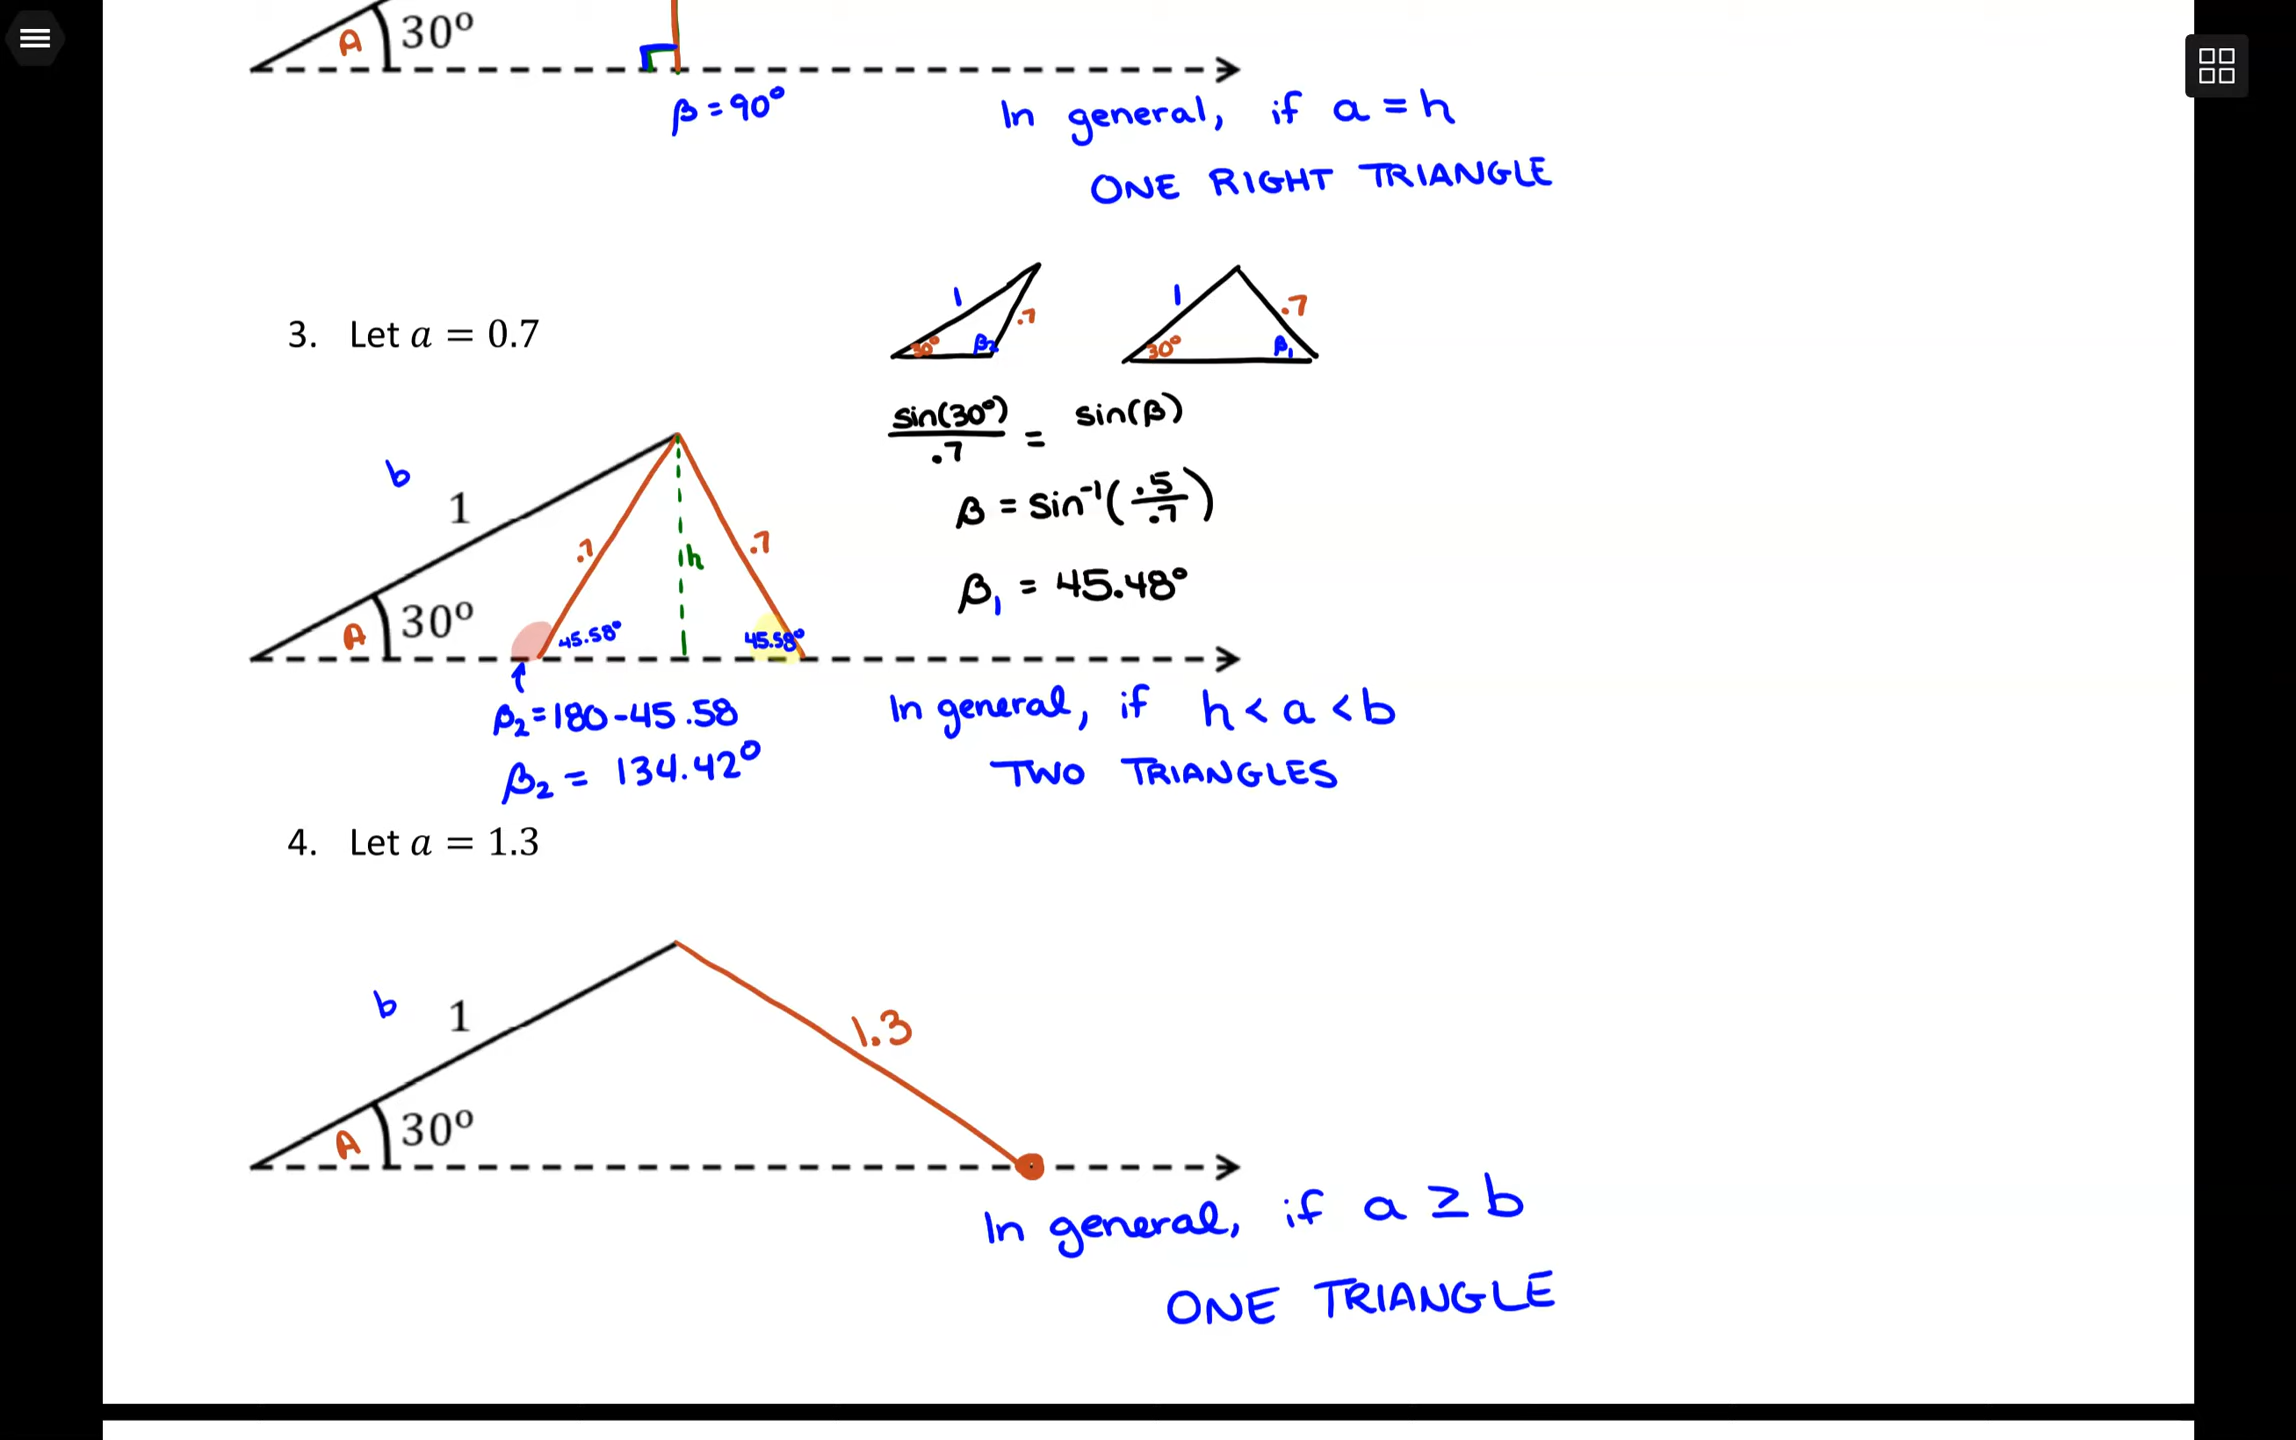 A 30°
β = 90°
In general, if a = h
ONE RIGHT TRIANGLE
3. Let a = 0.7
1 .7 30° β₂
1 .7 30° β₁
sin(30°)/.7 = sin(β)
β = sin⁻¹(.5/.7)
β₁ = 45.48°
b 1
.7 h .7
A 30° 45.58° 45.58°
β₂ = 180 - 45.58
β₂ = 134.42°
In general, if h < a < b
TWO TRIANGLES
4. Let a = 1.3
b 1 1.3
A 30°
In general, if a ≥ b
ONE TRIANGLE